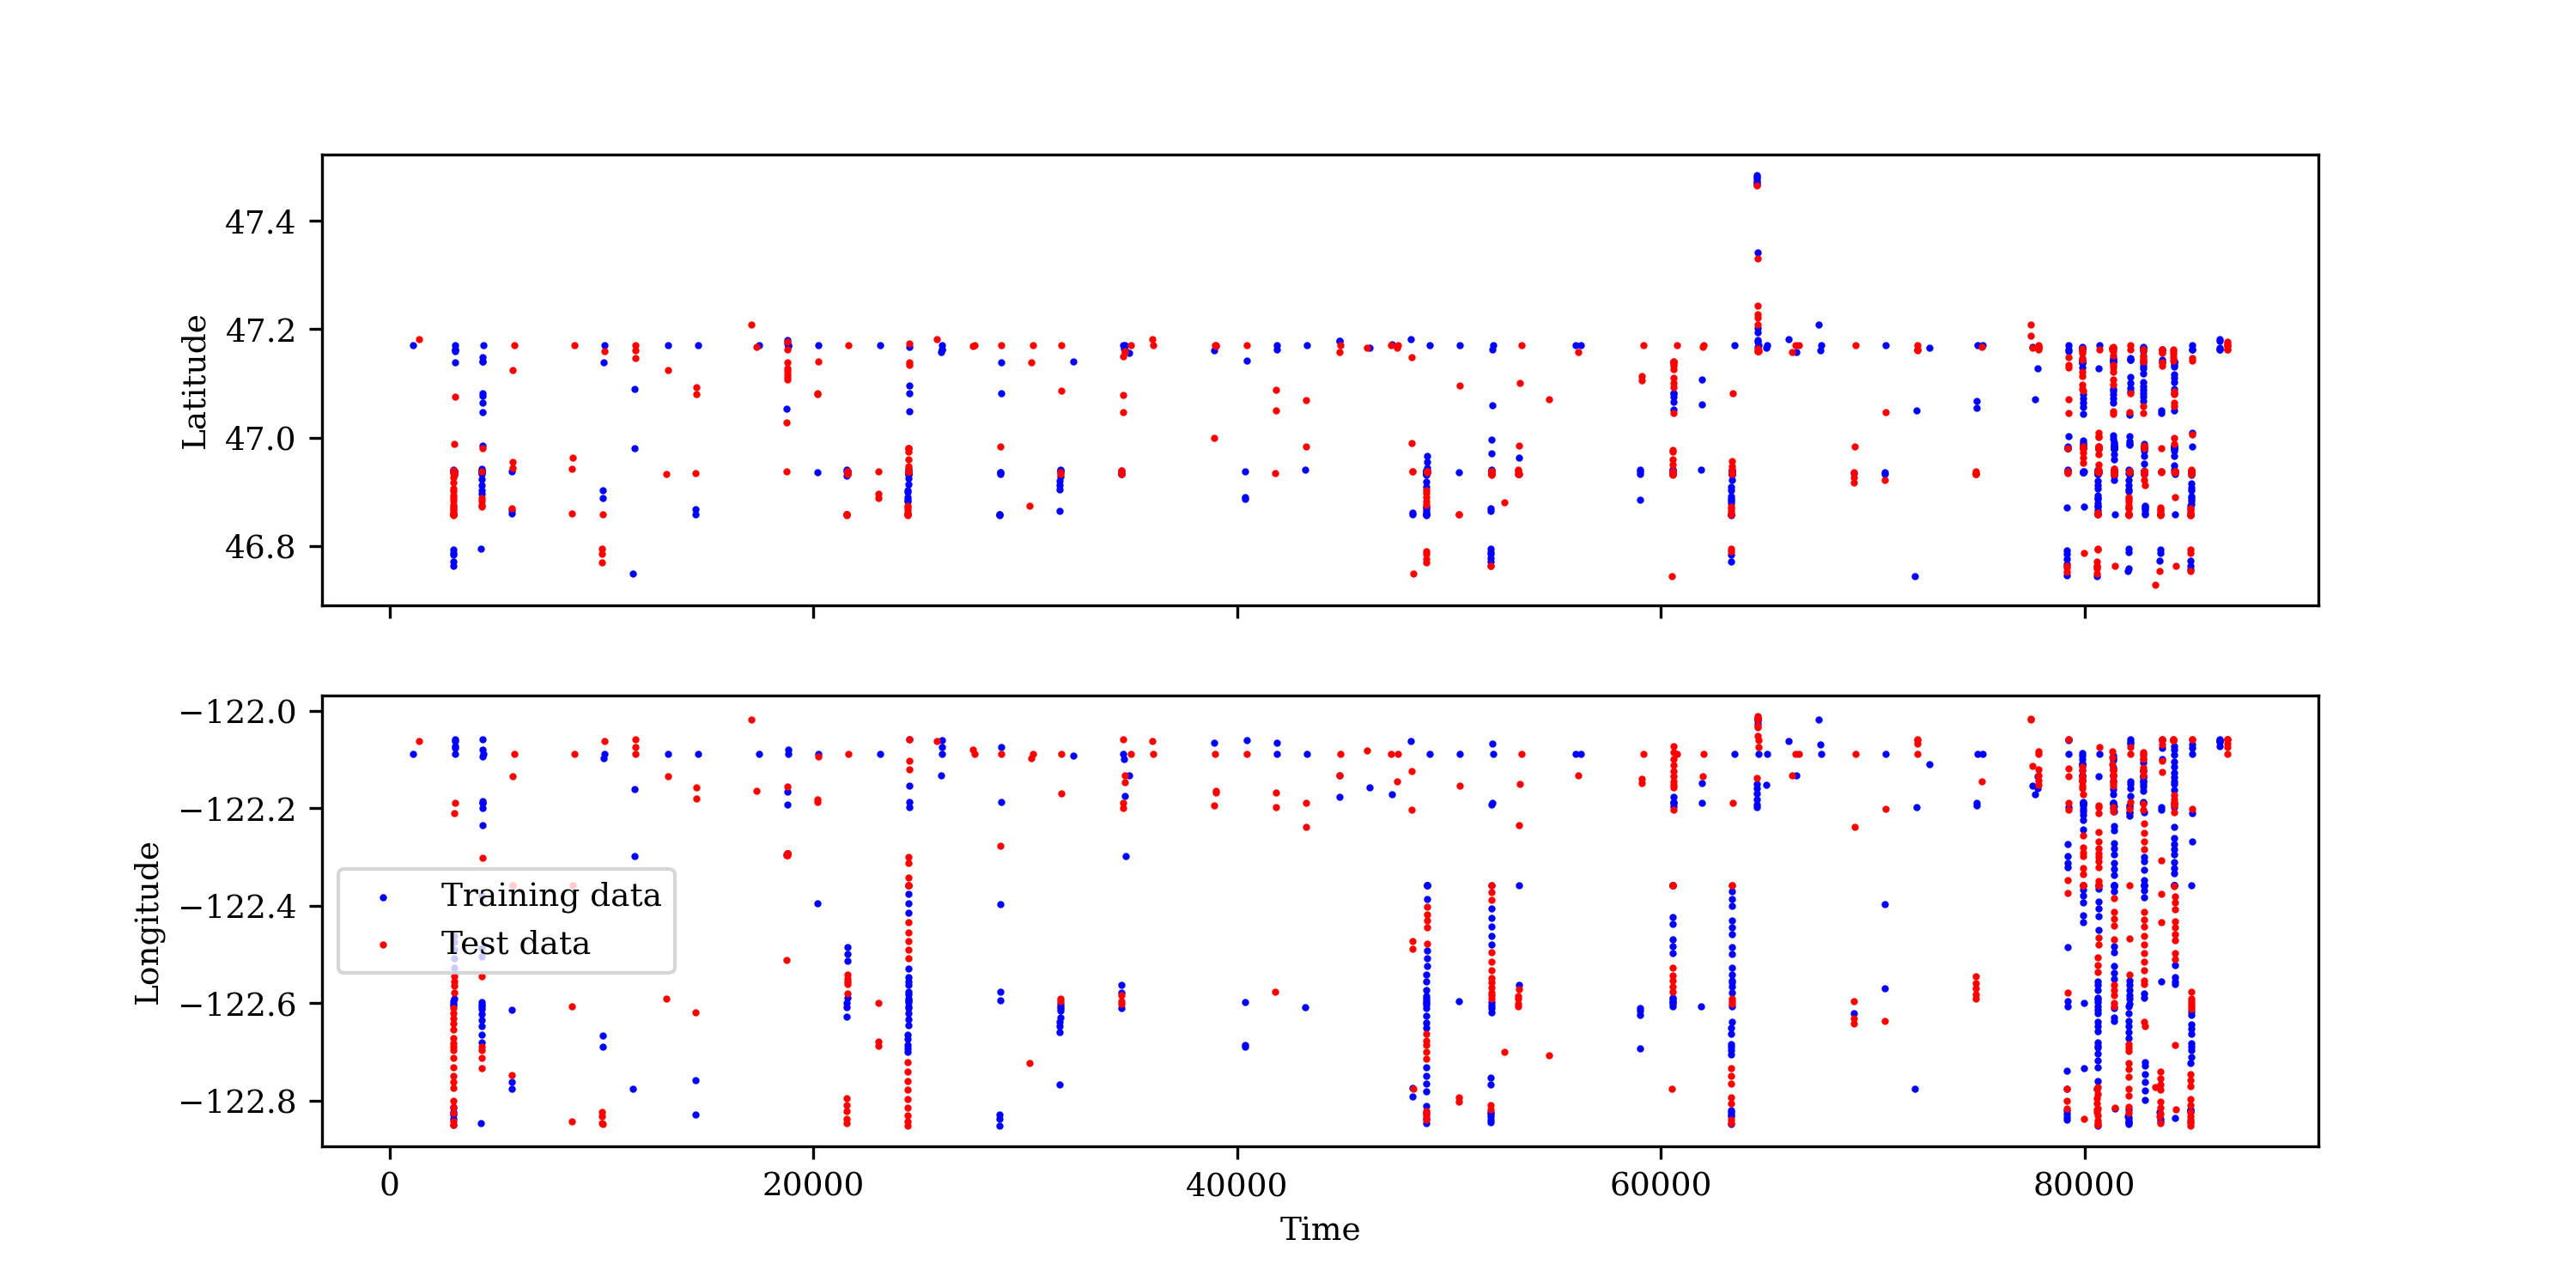 Latitude
47.4
47.2
47.0
46.8
Longitude
−122.0
−122.2
−122.4
−122.6
−122.8
Training data
Test data
0 20000 40000 60000 80000
Time